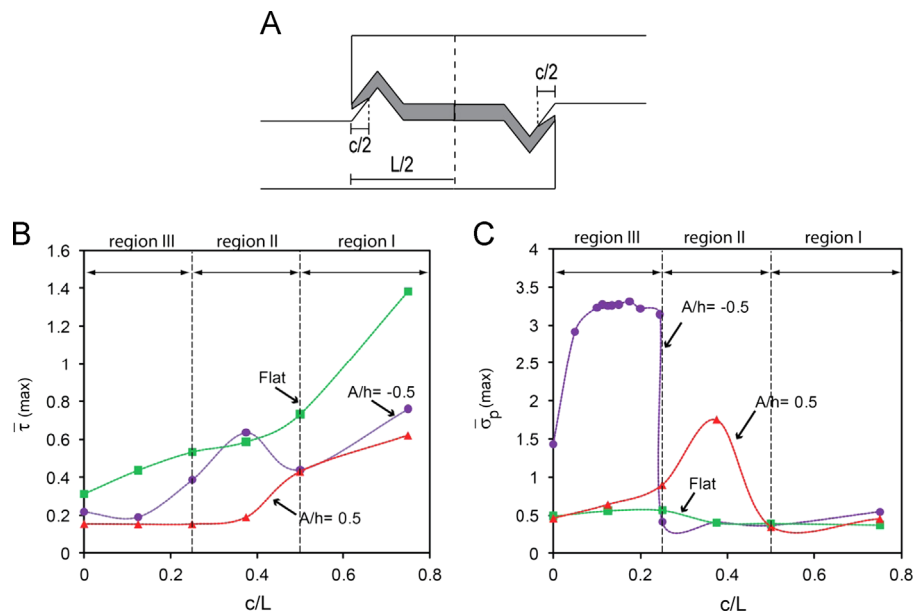 A
c/2
c/2
L/2
B
region III
region II
region I
1.6
1.4
1.2
1
0.8
0.6
0.4
0.2
0
τ̄ (max)
Flat
A/h= -0.5
A/h= 0.5
0
0.2
0.4
0.6
0.8
c/L
C
region III
region II
region I
4
3.5
3
2.5
2
1.5
1
0.5
0
σ̄p (max)
A/h= -0.5
A/h= 0.5
Flat
0
0.2
0.4
0.6
0.8
c/L